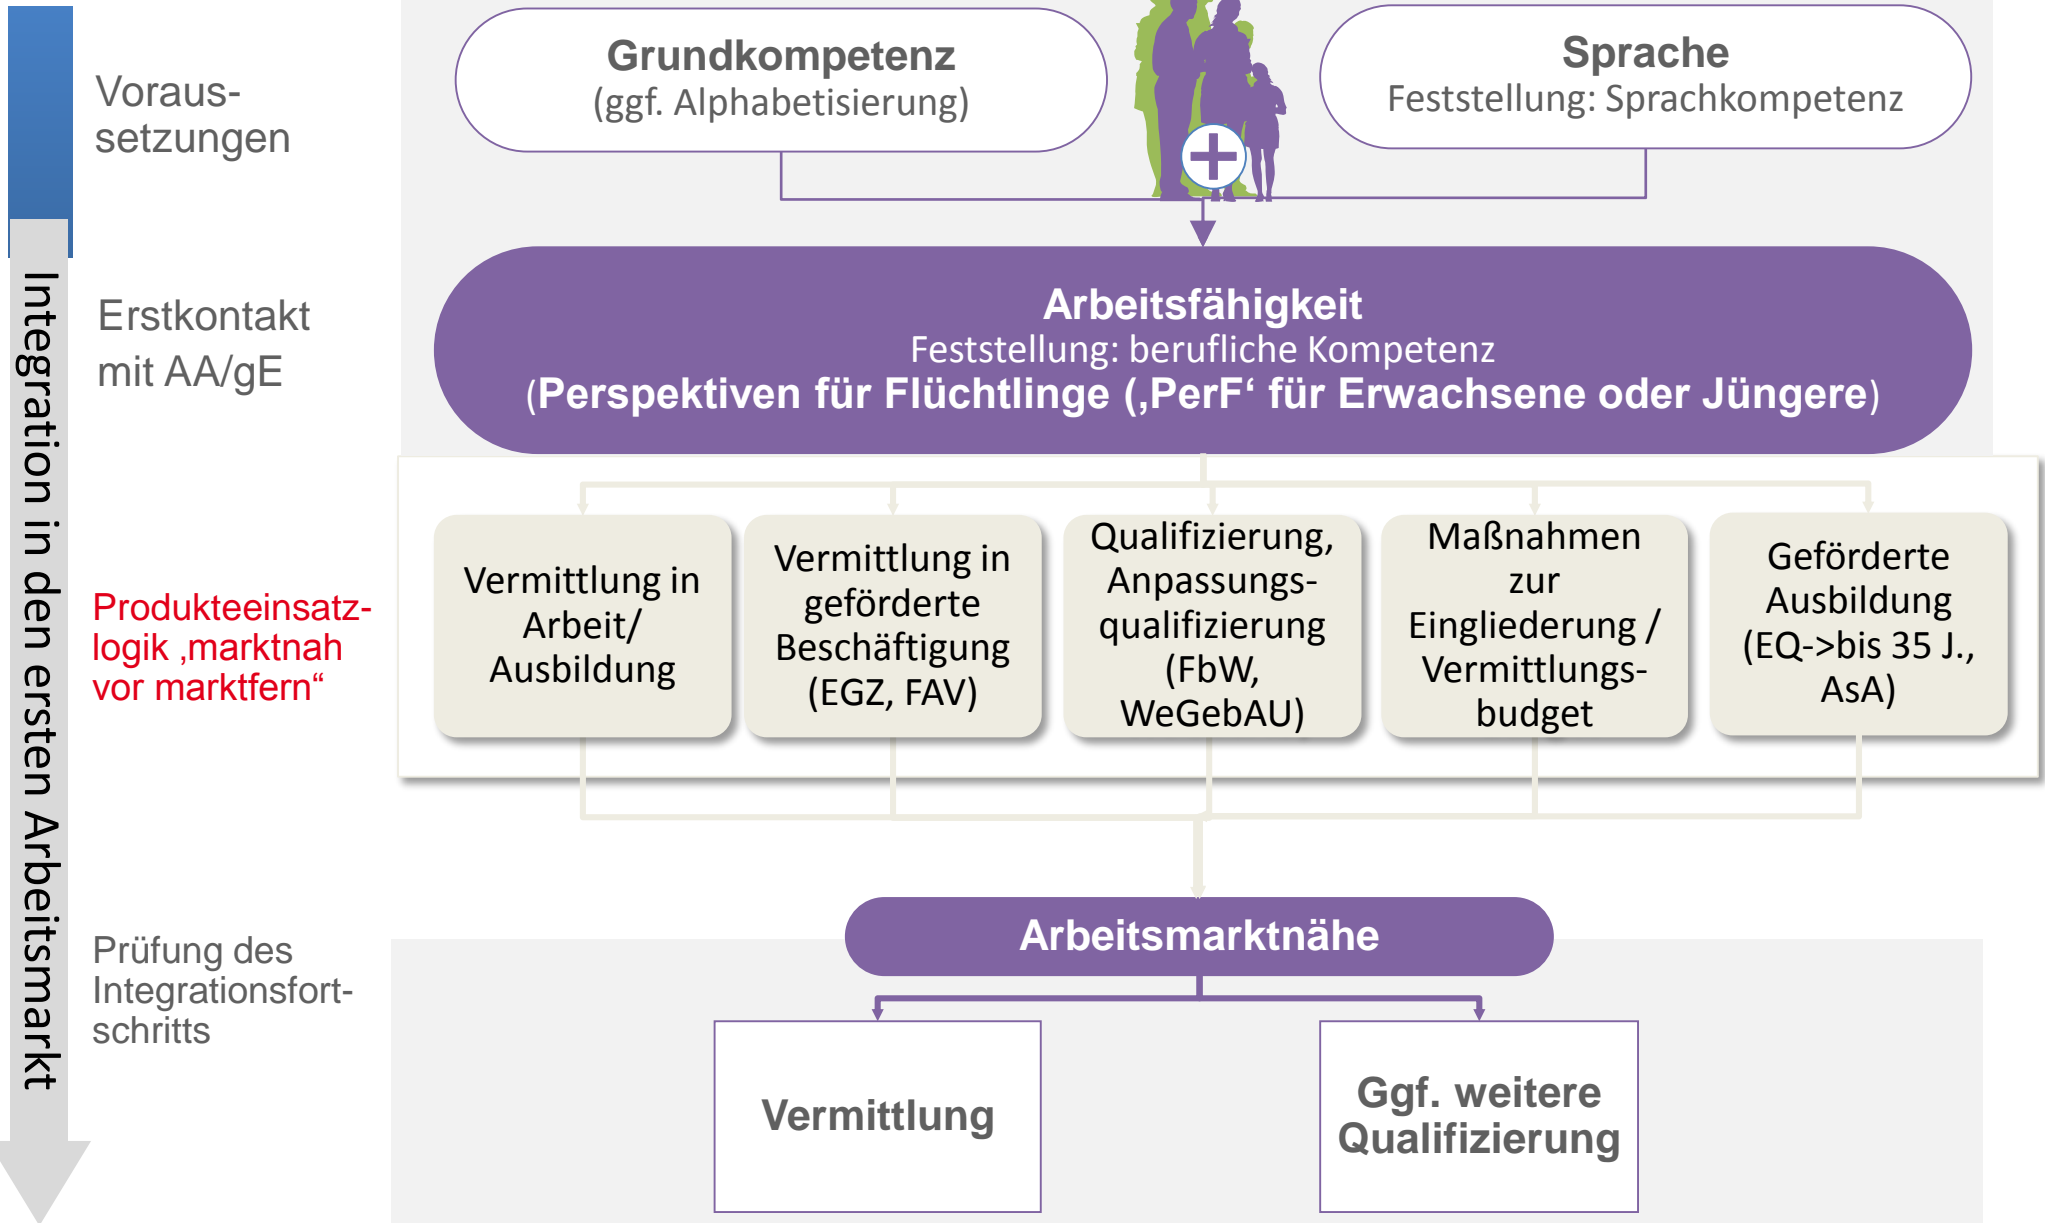 Voraus-
setzungen
Grundkompetenz
(ggf. Alphabetisierung)
Sprache
Feststellung: Sprachkompetenz
Integration in den ersten Arbeitsmarkt
Erstkontakt
mit AA/gE
Arbeitsfähigkeit
Feststellung: berufliche Kompetenz
(Perspektiven für Flüchtlinge (‚PerF‘ für Erwachsene oder Jüngere)
Produkteeinsatz-
logik ‚marktnah
vor marktfern“
Vermittlung in
Arbeit/
Ausbildung
Vermittlung in
geförderte
Beschäftigung
(EGZ, FAV)
Qualifizierung,
Anpassungs-
qualifizierung
(FbW,
WeGebAU)
Maßnahmen
zur
Eingliederung /
Vermittlungs-
budget
Geförderte
Ausbildung
(EQ->bis 35 J.,
AsA)
Prüfung des
Integrationsfort-
schritts
Arbeitsmarktnähe
Vermittlung
Ggf. weitere
Qualifizierung